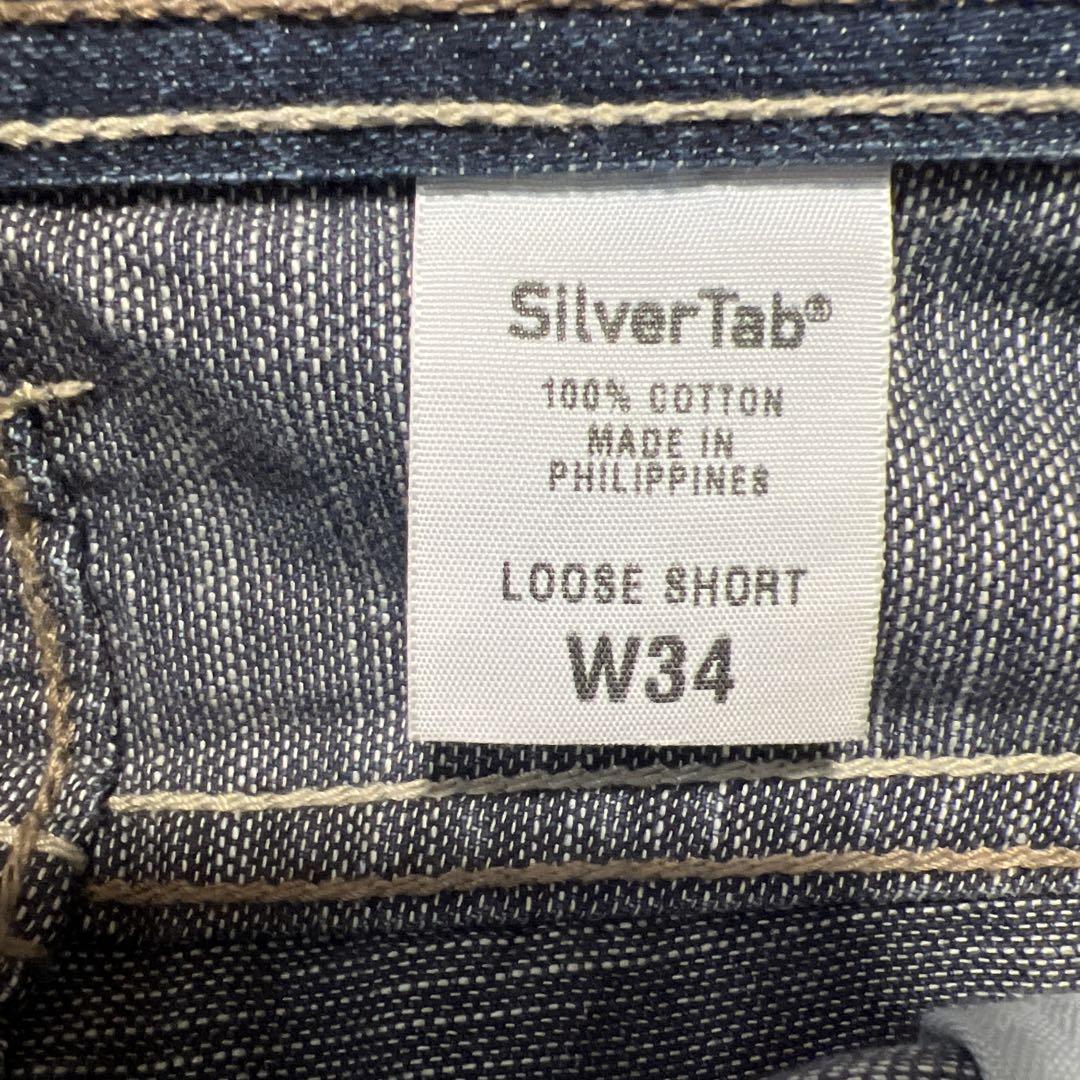 SilverTab®
100% COTTON
MADE IN
PHILIPPINES
LOOSE SHORT
W34